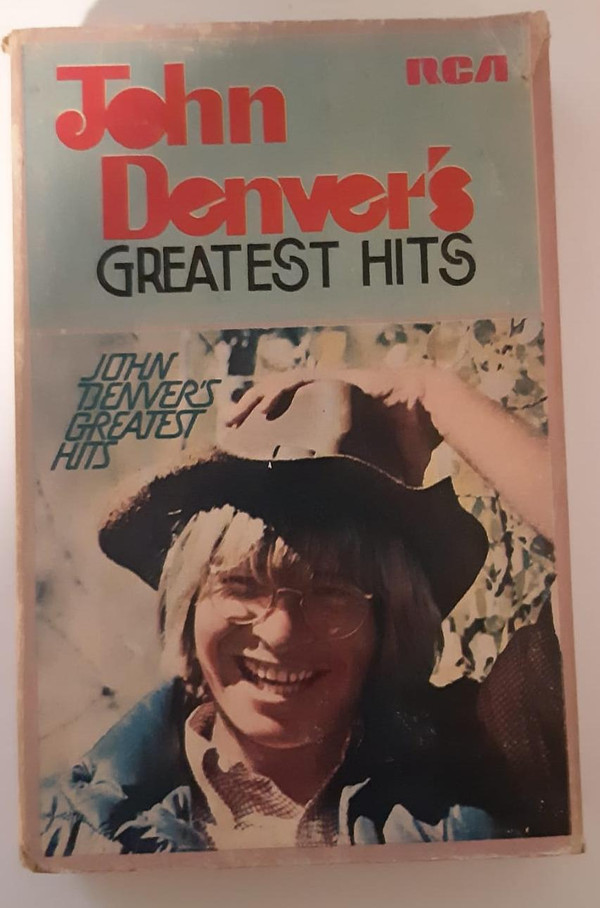 RCA
John
Denver's
GREATEST HITS
JOHN
DENVER'S
GREATEST
HITS